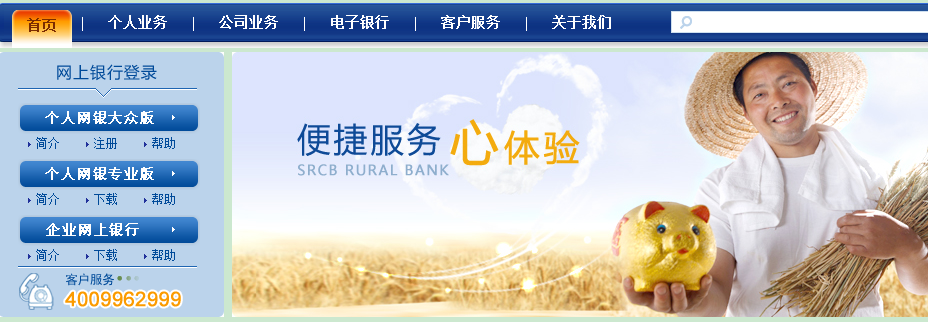 首页 个人业务 公司业务 电子银行 客户服务 关于我们
网上银行登录
个人网银大众版
简介 注册 帮助
个人网银专业版
简介 下载 帮助
企业网上银行
简介 下载 帮助
客户服务
4009962999
便捷服务 心体验
SRCB RURAL BANK